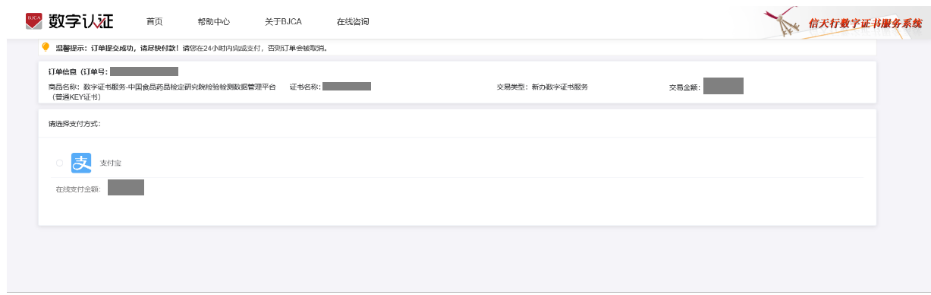 BJCA 数字认证 首页 帮助中心 关于BJCA 在线咨询 信天行数字证书服务系统
温馨提示：订单提交成功，请尽快付款！请您在24小时内完成支付，否则订单会被取消。
订单信息（订单号：
商品名称：数字证书服务-中国食品药品检定研究院检验检测数据管理平台 证书名称： 交易类型：新办数字证书服务 交易金额：
（普通KEY证书）
请选择支付方式：
支 支付宝
在线支付金额：